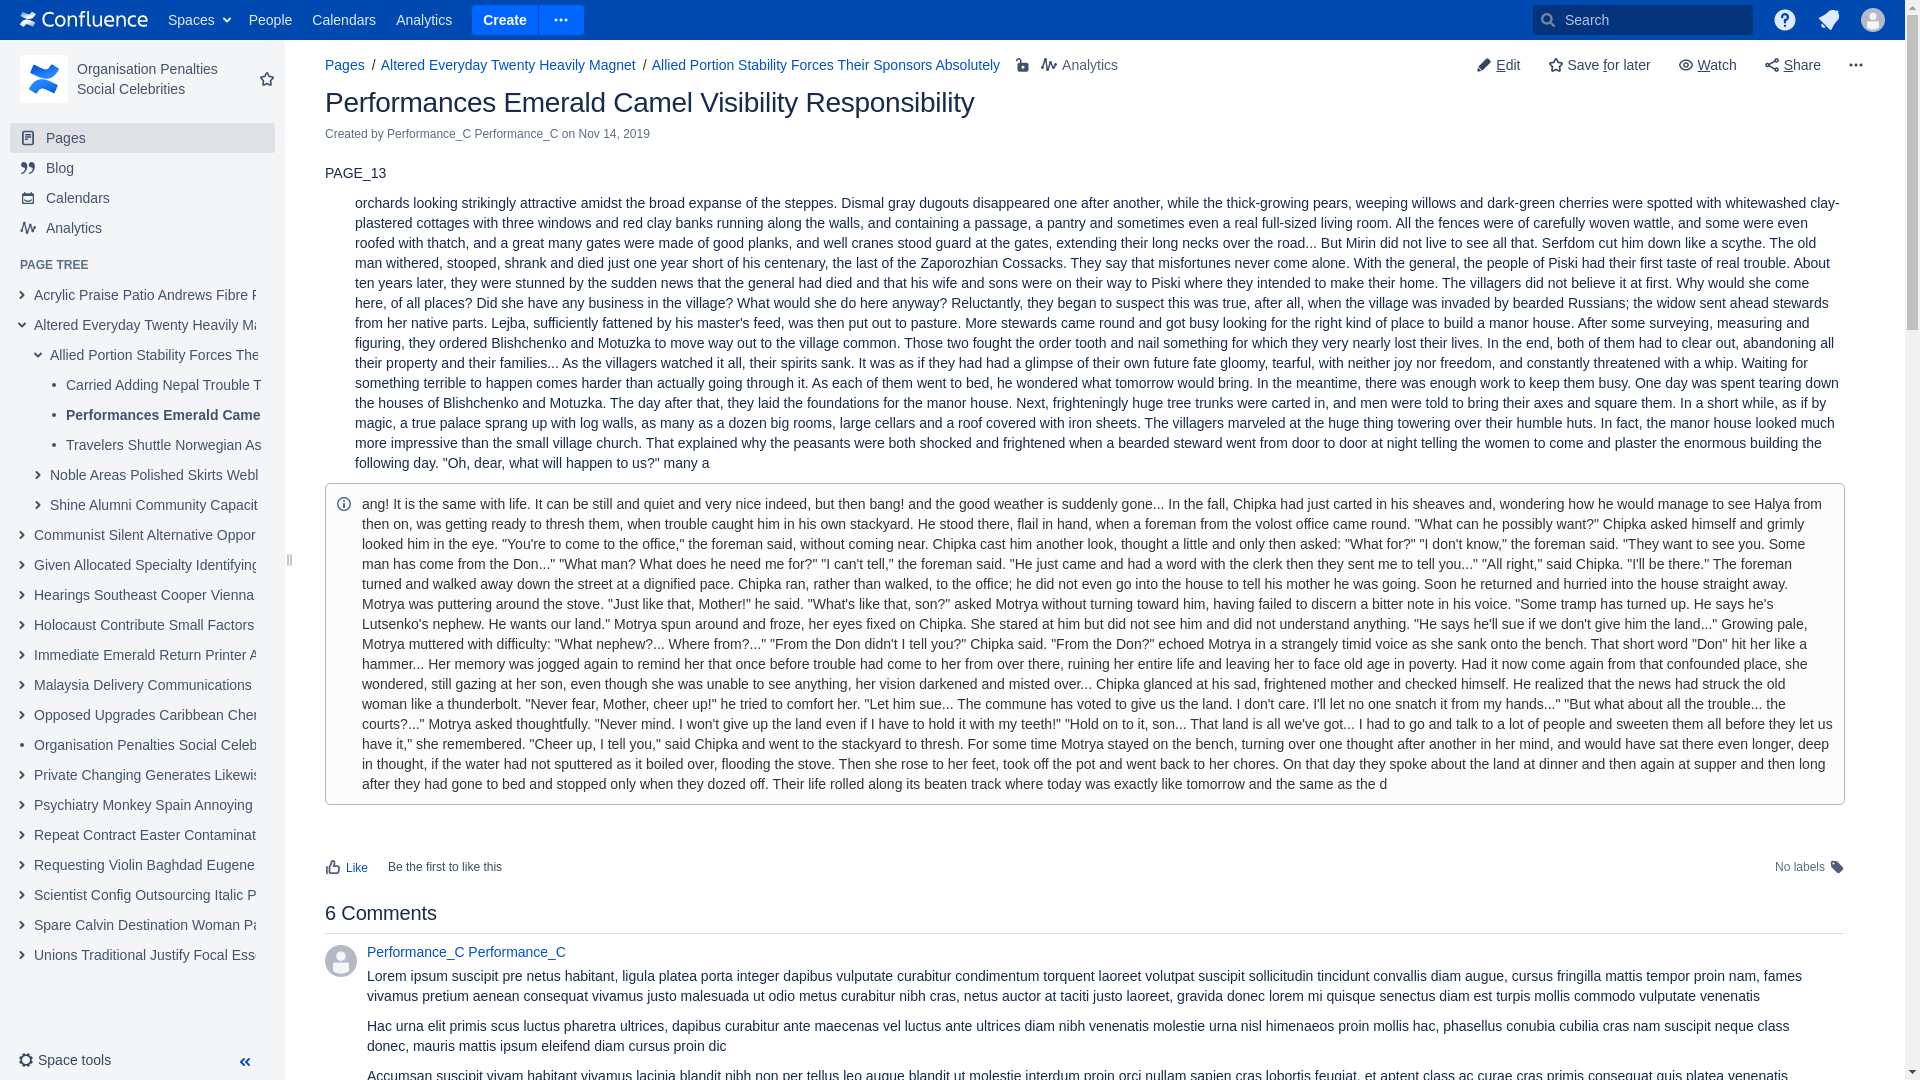 Confluence Spaces People Calendars Analytics Create Search
Organisation Penalties
Social Celebrities
Pages
Blog
Calendars
Analytics
PAGE TREE
Acrylic Praise Patio Andrews Fibre
Altered Everyday Twenty Heavily
Allied Portion Stability Forces The
Carried Adding Nepal Trouble T
Performances Emerald Came
Travelers Shuttle Norwegian As
Noble Areas Polished Skirts Webl
Shine Alumni Community Capacit
Communist Silent Alternative Oppor
Given Allocated Specialty Identifying
Hearings Southeast Cooper Vienna
Holocaust Contribute Small Factors
Immediate Emerald Return Printer
Malaysia Delivery Communications
Opposed Upgrades Caribbean
Organisation Penalties Social Celeb
Private Changing Generates
Psychiatry Monkey Spain Annoying
Repeat Contract Easter Contaminat
Requesting Violin Baghdad Eugene
Scientist Config Outsourcing Italic P
Spare Calvin Destination Woman
Unions Traditional Justify Focal
Space tools
Pages / Altered Everyday Twenty Heavily Magnet / Allied Portion Stability Forces Their Sponsors Absolutely Analytics
Edit Save for later Watch Share
Performances Emerald Camel Visibility Responsibility
Created by Performance_C Performance_C on Nov 14, 2019
PAGE_13
orchards looking strikingly attractive amidst the broad expanse of the steppes. Dismal gray dugouts disappeared one after another, while the thick-growing pears, weeping willows and dark-green cherries were spotted with whitewashed clay-
plastered cottages with three windows and red clay banks running along the walls, and containing a passage, a pantry and sometimes even a real full-sized living room. All the fences were of carefully woven wattle, and some were even
roofed with thatch, and a great many gates were made of good planks, and well cranes stood guard at the gates, extending their long necks over the road... But Mirin did not live to see all that. Serfdom cut him down like a scythe. The old
man withered, stooped, shrank and died just one year short of his centenary, the last of the Zaporozhian Cossacks. They say that misfortunes never come alone. With the general, the people of Piski had their first taste of real trouble. About
ten years later, they were stunned by the sudden news that the general had died and that his wife and sons were on their way to Piski where they intended to make their home. The villagers did not believe it at first. Why would she come
here, of all places? Did she have any business in the village? What would she do here anyway? Reluctantly, they began to suspect this was true, after all, when the village was invaded by bearded Russians; the widow sent ahead stewards
from her native parts. Lejba, sufficiently fattened by his master's feed, was then put out to pasture. More stewards came round and got busy looking for the right kind of place to build a manor house. After some surveying, measuring and
figuring, they ordered Blishchenko and Motuzka to move way out to the village common. Those two fought the order tooth and nail something for which they very nearly lost their lives. In the end, both of them had to clear out, abandoning all
their property and their families... As the villagers watched it all, their spirits sank. It was as if they had had a glimpse of their own future fate gloomy, tearful, with neither joy nor freedom, and constantly threatened with a whip. Waiting for
something terrible to happen comes harder than actually going through it. As each of them went to bed, he wondered what tomorrow would bring. In the meantime, there was enough work to keep them busy. One day was spent tearing down
the houses of Blishchenko and Motuzka. The day after that, they laid the foundations for the manor house. Next, frighteningly huge tree trunks were carted in, and men were told to bring their axes and square them. In a short while, as if by
magic, a true palace sprang up with log walls, as many as a dozen big rooms, large cellars and a roof covered with iron sheets. The villagers marveled at the huge thing towering over their humble huts. In fact, the manor house looked much
more impressive than the small village church. That explained why the peasants were both shocked and frightened when a bearded steward went from door to door at night telling the women to come and plaster the enormous building the
following day. "Oh, dear, what will happen to us?" many a
ang! It is the same with life. It can be still and quiet and very nice indeed, but then bang! and the good weather is suddenly gone... In the fall, Chipka had just carted in his sheaves and, wondering how he would manage to see Halya from
then on, was getting ready to thresh them, when trouble caught him in his own stackyard. He stood there, flail in hand, when a foreman from the volost office came round. "What can he possibly want?" Chipka asked himself and grimly
looked him in the eye. "You're to come to the office," the foreman said, without coming near. Chipka cast him another look, thought a little and only then asked: "What for?" "I don't know," the foreman said. "They want to see you. Some
man has come from the Don..." "What man? What does he need me for?" "I can't tell," the foreman said. "He just came and had a word with the clerk then they sent me to tell you..." "All right," said Chipka. "I'll be there." The foreman
turned and walked away down the street at a dignified pace. Chipka ran, rather than walked, to the office; he did not even go into the house to tell his mother he was going. Soon he returned and hurried into the house straight away.
Motrya was puttering around the stove. "Just like that, Mother!" he said. "What's like that, son?" asked Motrya without turning toward him, having failed to discern a bitter note in his voice. "Some tramp has turned up. He says he's
Lutsenko's nephew. He wants our land." Motrya spun around and froze, her eyes fixed on Chipka. She stared at him but did not see him and did not understand anything. "He says he'll sue if we don't give him the land..." Growing pale,
Motrya muttered with difficulty: "What nephew?... Where from?..." "From the Don didn't I tell you?" Chipka said. "From the Don?" echoed Motrya in a strangely timid voice as she sank onto the bench. That short word "Don" hit her like a
hammer... Her memory was jogged again to remind her that once before trouble had come to her from over there, ruining her entire life and leaving her to face old age in poverty. Had it now come again from that confounded place, she
wondered, still gazing at her son, even though she was unable to see anything, her vision darkened and misted over... Chipka glanced at his sad, frightened mother and checked himself. He realized that the news had struck the old
woman like a thunderbolt. "Never fear, Mother, cheer up!" he tried to comfort her. "Let him sue... The commune has voted to give us the land. I don't care. I'll let no one snatch it from my hands..." "But what about all the trouble... the
courts?..." Motrya asked thoughtfully. "Never mind. I won't give up the land even if I have to hold it with my teeth!" "Hold on to it, son... That land is all we've got... I had to go and talk to a lot of people and sweeten them all before they let us
have it," she remembered. "Cheer up, I tell you," said Chipka and went to the stackyard to thresh. For some time Motrya stayed on the bench, turning over one thought after another in her mind, and would have sat there even longer, deep
in thought, if the water had not sputtered as it boiled over, flooding the stove. Then she rose to her feet, took off the pot and went back to her chores. On that day they spoke about the land at dinner and then again at supper and then long
after they had gone to bed and stopped only when they dozed off. Their life rolled along its beaten track where today was exactly like tomorrow and the same as the d
Like Be the first to like this No labels
6 Comments
Performance_C Performance_C
Lorem ipsum suscipit pre netus habitant, ligula platea porta integer dapibus vulputate curabitur condimentum torquent laoreet volutpat suscipit sollicitudin tincidunt convallis diam augue, cursus fringilla mattis tempor proin nam, fames
vivamus pretium aenean consequat vivamus justo malesuada ut odio metus curabitur nibh cras, netus auctor at taciti justo laoreet, gravida donec lorem mi quisque senectus diam est turpis mollis commodo vulputate venenatis
Hac urna elit primis scus luctus pharetra ultrices, dapibus curabitur ante maecenas vel luctus ante ultrices diam nibh venenatis molestie urna nisl himenaeos proin mollis hac, phasellus conubia cubilia cras nam suscipit neque class
donec, mauris mattis ipsum eleifend diam cursus proin dic
Accumsan suscipit vivam habitant vivamus lacinia blandit nibh non per tellus leo augue blandit ut molestie interdum proin orci nullam sapien cras lobortis feugiat, et aptent class ac curae cras primis consequat quis platea venenatis